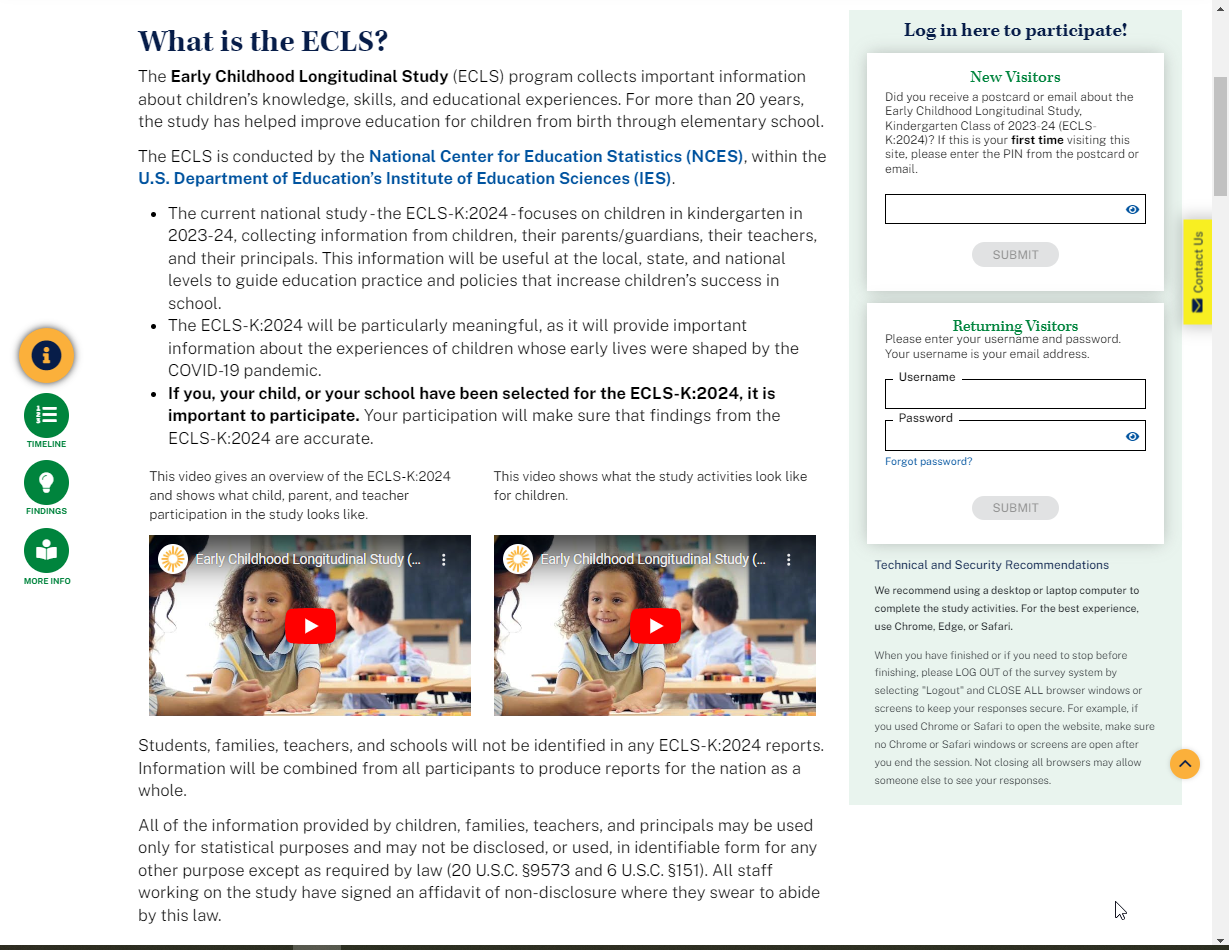 What is the ECLS?
The Early Childhood Longitudinal Study (ECLS) program collects important information
about children’s knowledge, skills, and educational experiences. For more than 20 years,
the study has helped improve education for children from birth through elementary school.
The ECLS is conducted by the National Center for Education Statistics (NCES), within the
U.S. Department of Education’s Institute of Education Sciences (IES).
• The current national study - the ECLS-K:2024 - focuses on children in kindergarten in
2023-24, collecting information from children, their parents/guardians, their teachers,
and their principals. This information will be useful at the local, state, and national
levels to guide education practice and policies that increase children’s success in
school.
• The ECLS-K:2024 will be particularly meaningful, as it will provide important
information about the experiences of children whose early lives were shaped by the
COVID-19 pandemic.
• If you, your child, or your school have been selected for the ECLS-K:2024, it is
important to participate. Your participation will make sure that findings from the
ECLS-K:2024 are accurate.
This video gives an overview of the ECLS-K:2024
and shows what child, parent, and teacher
participation in the study looks like.
Early Childhood Longitudinal Study (...
This video shows what the study activities look like
for children.
Early Childhood Longitudinal Study (...
Students, families, teachers, and schools will not be identified in any ECLS-K:2024 reports.
Information will be combined from all participants to produce reports for the nation as a
whole.
All of the information provided by children, families, teachers, and principals may be used
only for statistical purposes and may not be disclosed, or used, in identifiable form for any
other purpose except as required by law (20 U.S.C. §9573 and 6 U.S.C. §151). All staff
working on the study have signed an affidavit of non-disclosure where they swear to abide
by this law.
TIMELINE
FINDINGS
MORE INFO
Log in here to participate!
New Visitors
Did you receive a postcard or email about the
Early Childhood Longitudinal Study,
Kindergarten Class of 2023-24 (ECLS-
K:2024)? If this is your first time visiting this
site, please enter the PIN from the postcard or
email.
SUBMIT
Returning Visitors
Please enter your username and password.
Your username is your email address.
Username
Password
Forgot password?
SUBMIT
Technical and Security Recommendations
We recommend using a desktop or laptop computer to
complete the study activities. For the best experience,
use Chrome, Edge, or Safari.
When you have finished or if you need to stop before
finishing, please LOG OUT of the survey system by
selecting "Logout" and CLOSE ALL browser windows or
screens to keep your responses secure. For example, if
you used Chrome or Safari to open the website, make sure
no Chrome or Safari windows or screens are open after
you end the session. Not closing all browsers may allow
someone else to see your responses.
Contact Us